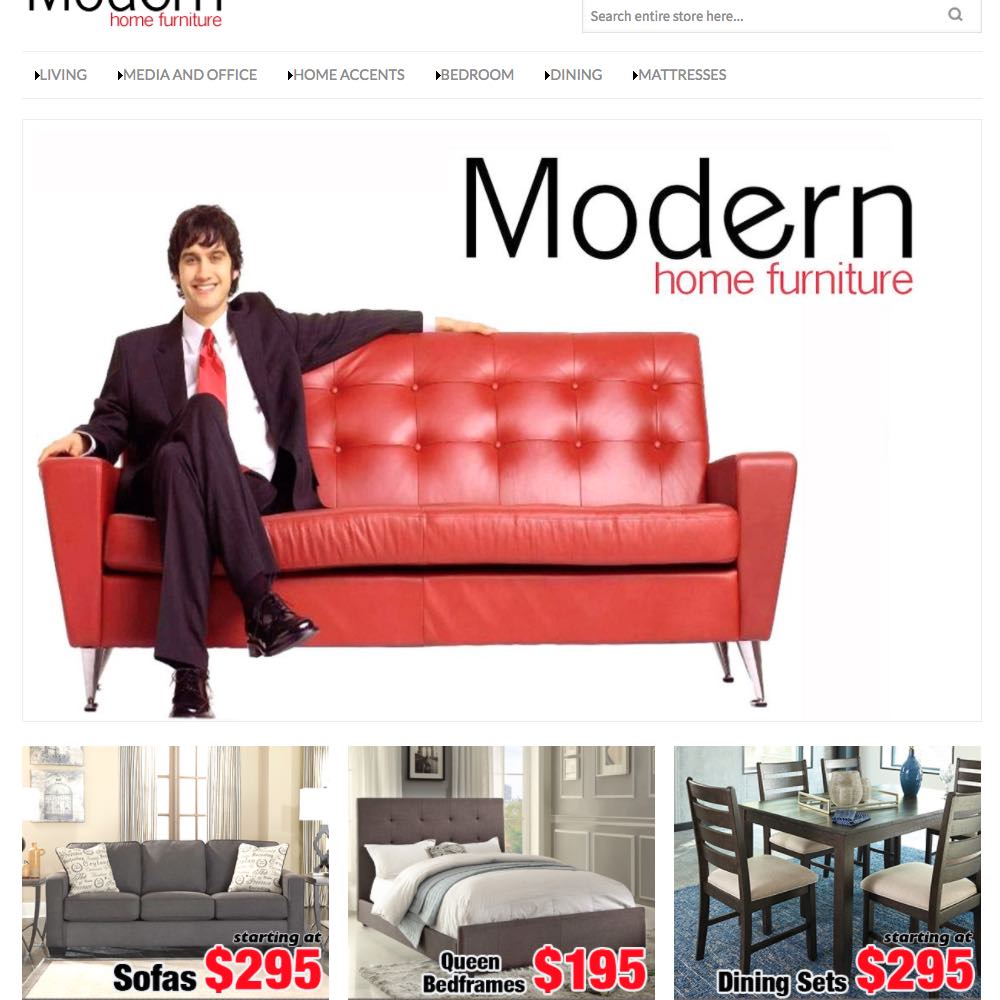 Modern
home furniture
Search entire store here...
LIVING MEDIA AND OFFICE HOME ACCENTS BEDROOM DINING MATTRESSES
Modern
home furniture
starting at
Sofas $295
Queen
Bedframes $195
starting at
Dining Sets $295